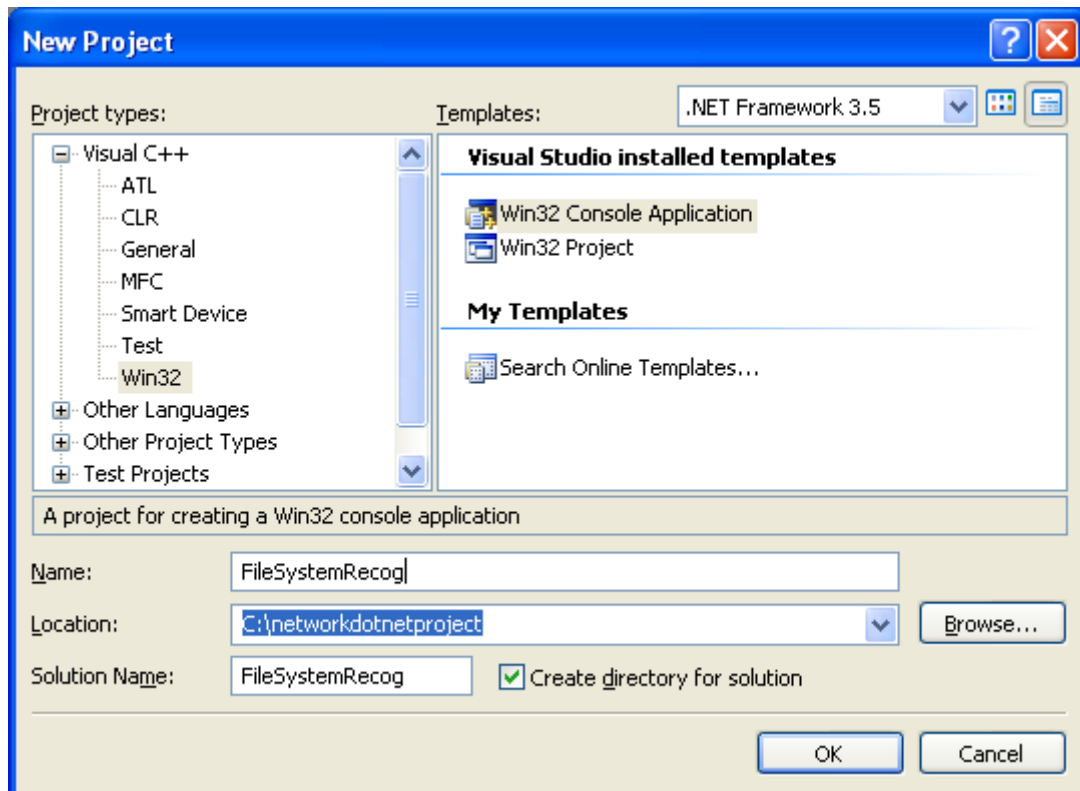 New Project
Project types:
Templates:
.NET Framework 3.5
Visual C++
ATL
CLR
General
MFC
Smart Device
Test
Win32
Other Languages
Other Project Types
Test Projects
Visual Studio installed templates
Win32 Console Application
Win32 Project
My Templates
Search Online Templates...
A project for creating a Win32 console application
Name:
FileSystemRecog
Location:
C:\networkdotnetproject
Browse...
Solution Name:
FileSystemRecog
Create directory for solution
OK
Cancel